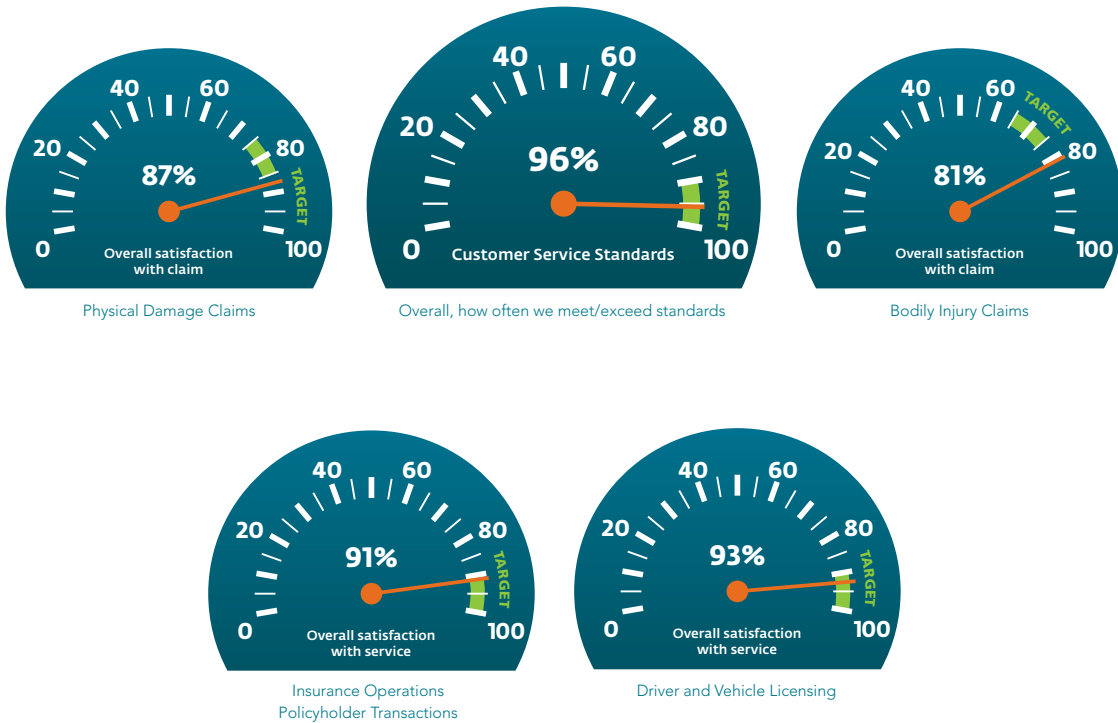 40 60
20 80
TARGET
87%
0 100
Overall satisfaction
with claim
Physical Damage Claims
40 60
20 80
TARGET
96%
0 100
Customer Service Standards
Overall, how often we meet/exceed standards
40 60
TARGET
20 80
81%
0 100
Overall satisfaction
with claim
Bodily Injury Claims
40 60
20 80
TARGET
91%
0 100
Overall satisfaction
with service
Insurance Operations
Policyholder Transactions
40 60
20 80
TARGET
93%
0 100
Overall satisfaction
with service
Driver and Vehicle Licensing